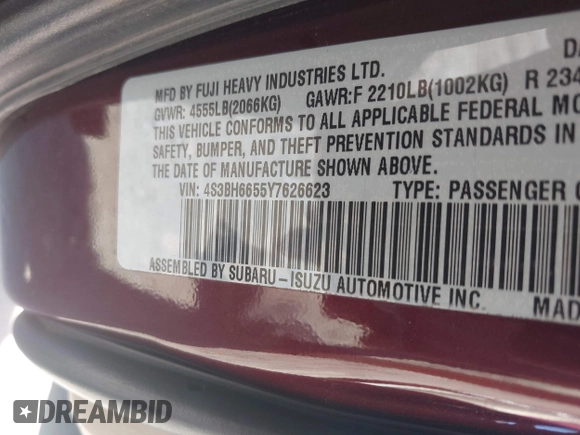 DA
MFD BY FUJI HEAVY INDUSTRIES LTD.
GVWR: 4555LB(2066KG) GAWR:F 2210LB(1002KG) R 234
THIS VEHICLE CONFORMS TO ALL APPLICABLE FEDERAL MO
SAFETY, BUMPER, AND THEFT PREVENTION STANDARDS IN
THE DATE OF MANUFACTURE SHOWN ABOVE.
VIN: 4S3BH6655Y7626623 TYPE: PASSENGER
ASSEMBLED BY SUBARU-ISUZU AUTOMOTIVE INC. MAD
DREAMBID